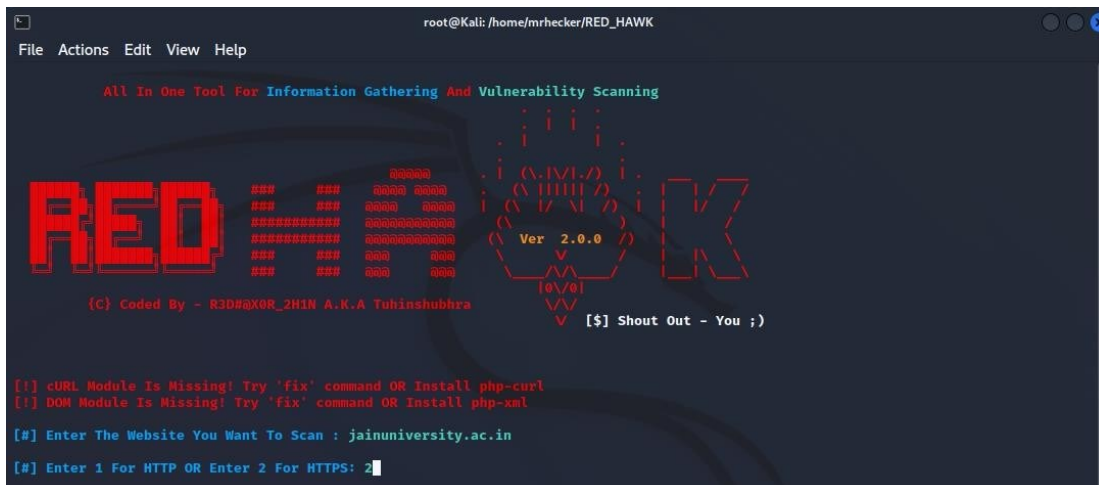 root@Kali: /home/mrhecker/RED_HAWK
File Actions Edit View Help
All In One Tool For Information Gathering And Vulnerability Scanning
RED HAWK
Ver 2.0.0
{C} Coded By - R3D#@X0R_2H1N A.K.A Tuhinshubhra
[$] Shout Out - You ;)
[!] cURL Module Is Missing! Try 'fix' command OR Install php-curl
[!] DOM Module Is Missing! Try 'fix' command OR Install php-xml
[#] Enter The Website You Want To Scan : jainuniversity.ac.in
[#] Enter 1 For HTTP OR Enter 2 For HTTPS: 2